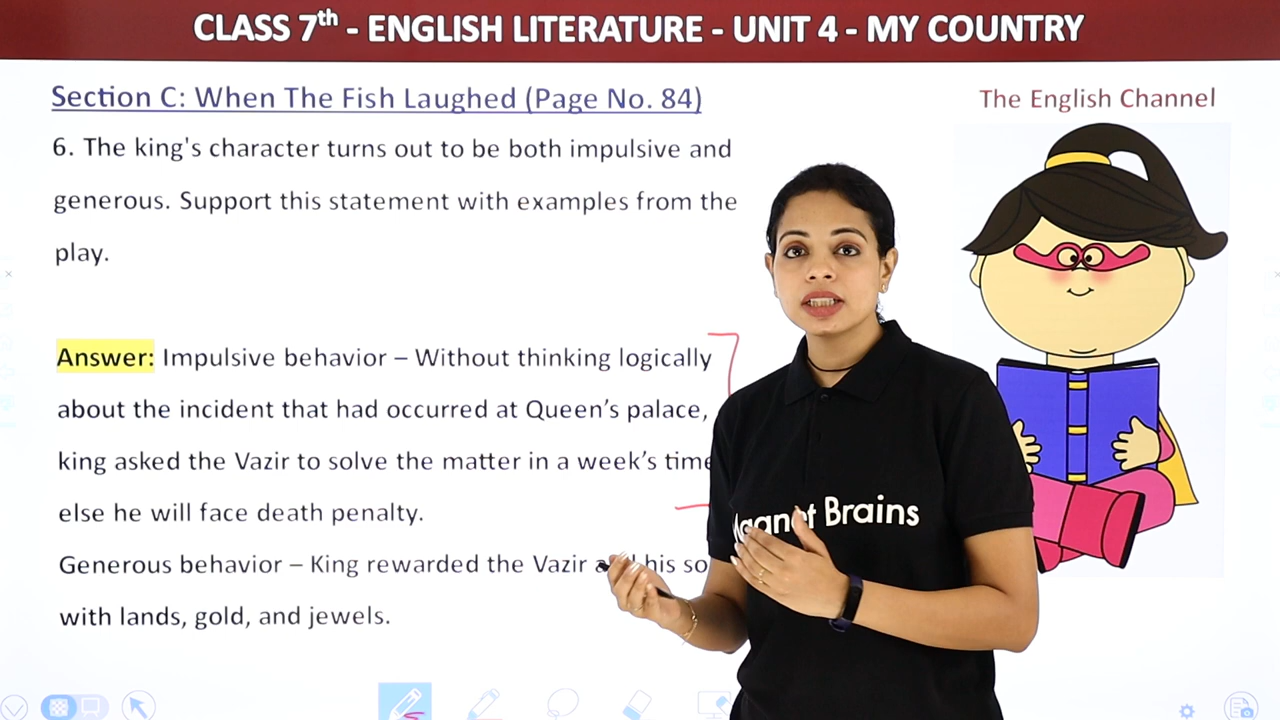 CLASS 7th - ENGLISH LITERATURE - UNIT 4 - MY COUNTRY
Section C: When The Fish Laughed (Page No. 84)
The English Channel
6. The king's character turns out to be both impulsive and
generous. Support this statement with examples from the
play.
Answer: Impulsive behavior – Without thinking logically
about the incident that had occurred at Queen's palace,
king asked the Vazir to solve the matter in a week's time
else he will face death penalty.
Generous behavior – King rewarded the Vazir his
with lands, gold, and jewels.
Brains